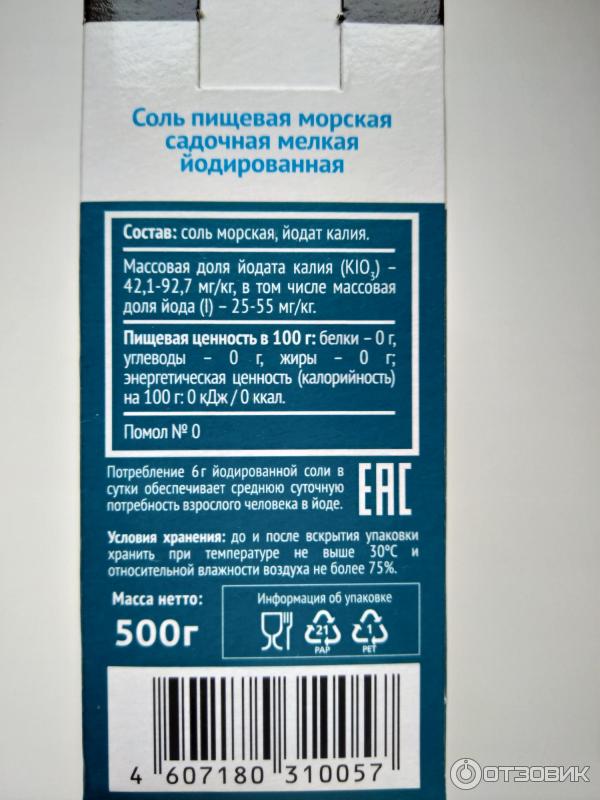 Соль пищевая морская
садочная мелкая
йодированная
Состав: соль морская, йодат калия.
Массовая доля йодата калия (KIO₃) –
42,1-92,7 мг/кг, в том числе массовая
доля йода (I) – 25-55 мг/кг.
Пищевая ценность в 100 г: белки – 0 г,
углеводы – 0 г, жиры – 0 г;
энергетическая ценность (калорийность)
на 100 г: 0 кДж / 0 ккал.
Помол № 0
Потребление 6 г йодированной соли в
сутки обеспечивает среднюю суточную
потребность взрослого человека в йоде.
EAC
Условия хранения: до и после вскрытия упаковки
хранить при температуре не выше 30°С и
относительной влажности воздуха не более 75%.
Масса нетто:
500г
Информация об упаковке
21
PAP
1
PET
4 607180 310057
ОТЗОВИК